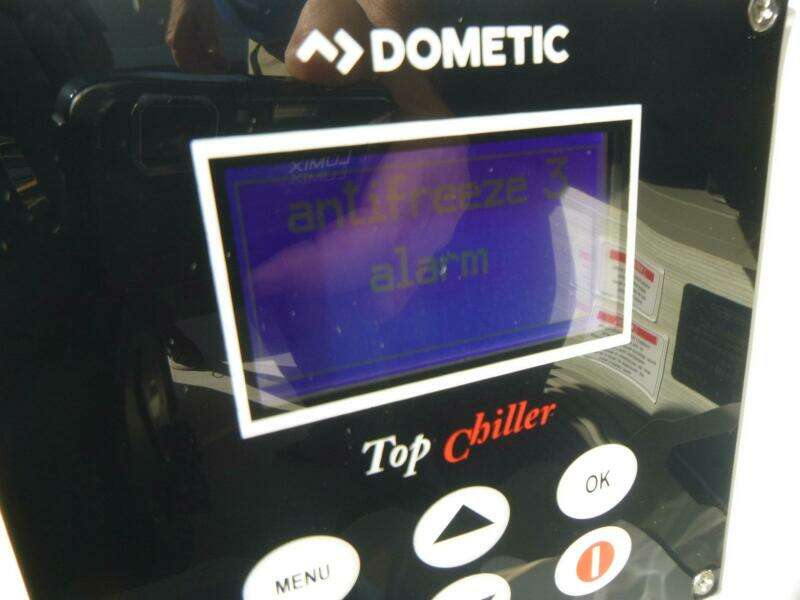 DOMETIC
antifreeze 3
alarm
Top Chiller
OK
MENU